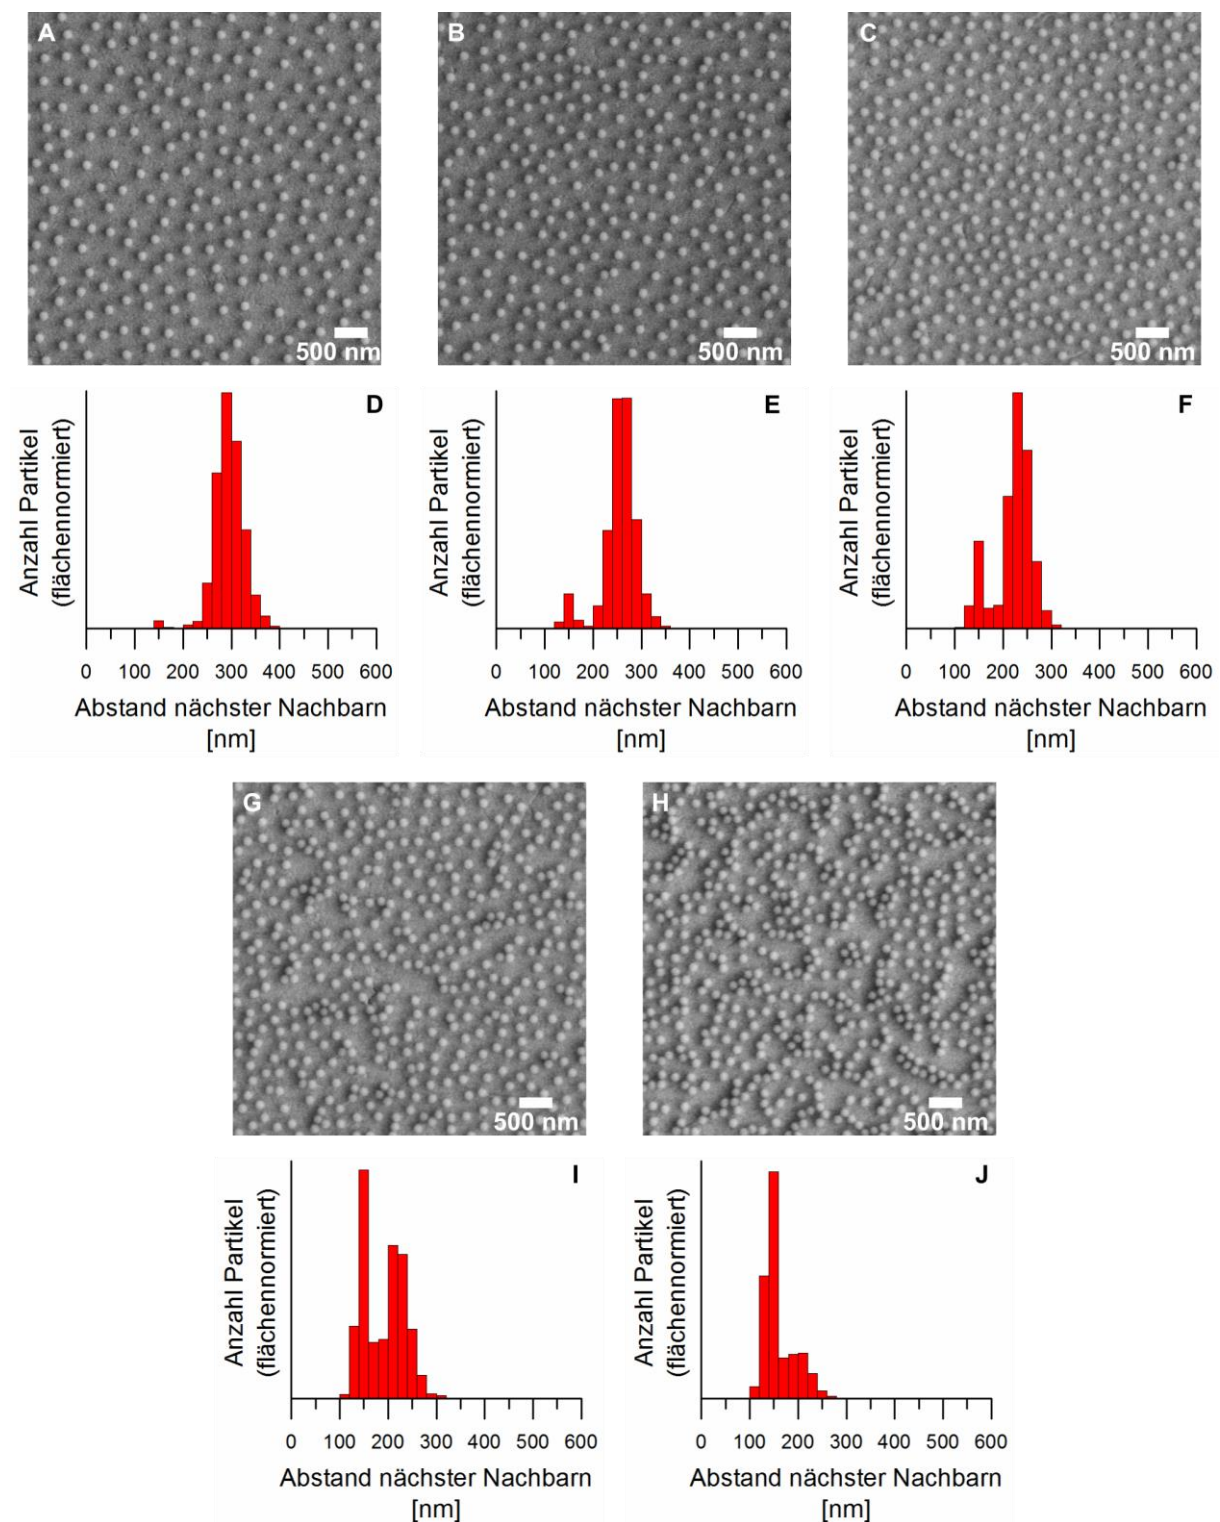 A
B
C
500 nm
500 nm
500 nm
D
E
F
Anzahl Partikel
(flächennormiert)
Anzahl Partikel
(flächennormiert)
Anzahl Partikel
(flächennormiert)
0 100 200 300 400 500 600
0 100 200 300 400 500 600
0 100 200 300 400 500 600
Abstand nächster Nachbarn
[nm]
Abstand nächster Nachbarn
[nm]
Abstand nächster Nachbarn
[nm]
G
H
500 nm
500 nm
I
J
Anzahl Partikel
(flächennormiert)
Anzahl Partikel
(flächennormiert)
0 100 200 300 400 500 600
0 100 200 300 400 500 600
Abstand nächster Nachbarn
[nm]
Abstand nächster Nachbarn
[nm]